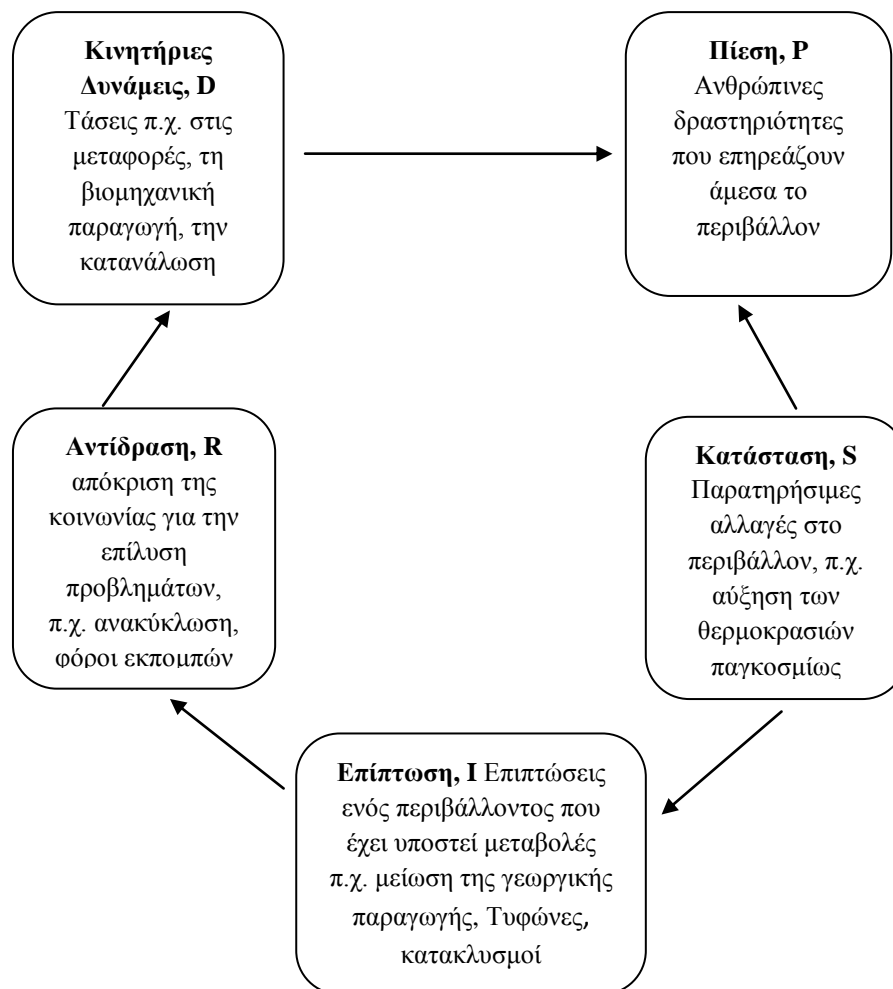 Κινητήριες
Δυνάμεις, D
Τάσεις π.χ. στις
μεταφορές, τη
βιομηχανική
παραγωγή, την
κατανάλωση
Πίεση, P
Ανθρώπινες
δραστηριότητες
που επηρεάζουν
άμεσα το
περιβάλλον
Αντίδραση, R
απόκριση της
κοινωνίας για την
επίλυση
προβλημάτων,
π.χ. ανακύκλωση,
φόροι εκπομπών
Κατάσταση, S
Παρατηρήσιμες
αλλαγές στο
περιβάλλον, π.χ.
αύξηση των
θερμοκρασιών
παγκοσμίως
Επίπτωση, I Επιπτώσεις
ενός περιβάλλοντος που
έχει υποστεί μεταβολές
π.χ. μείωση της γεωργικής
παραγωγής, Τυφώνες,
κατακλυσμοί